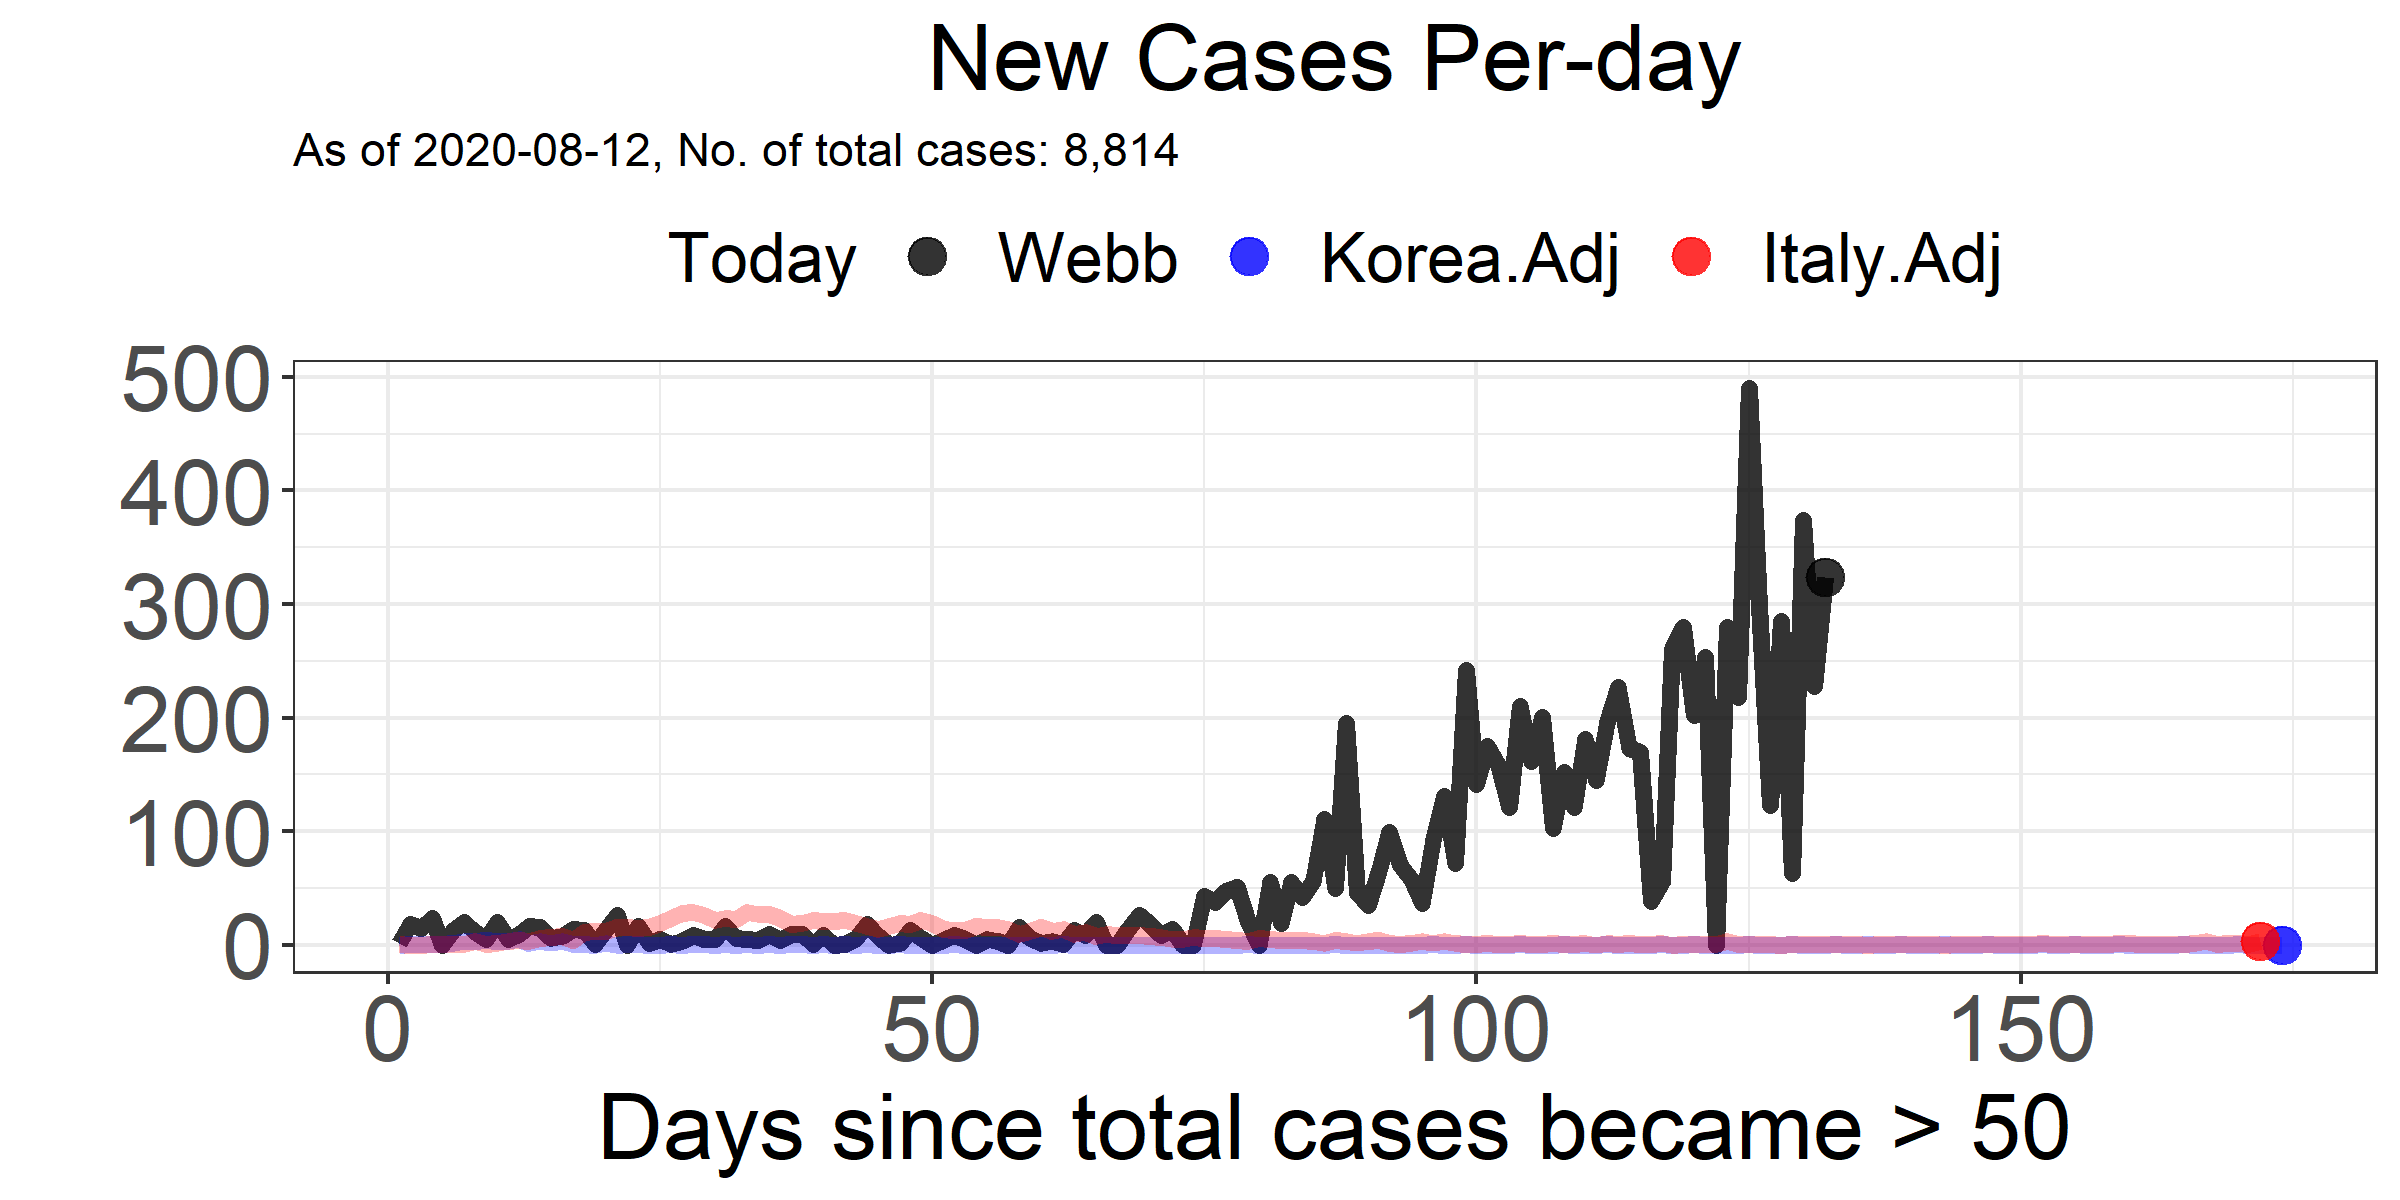 New Cases Per-day
As of 2020-08-12, No. of total cases: 8,814
Today Webb Korea.Adj Italy.Adj
500
400
300
200
100
0
0 50 100 150
Days since total cases became > 50